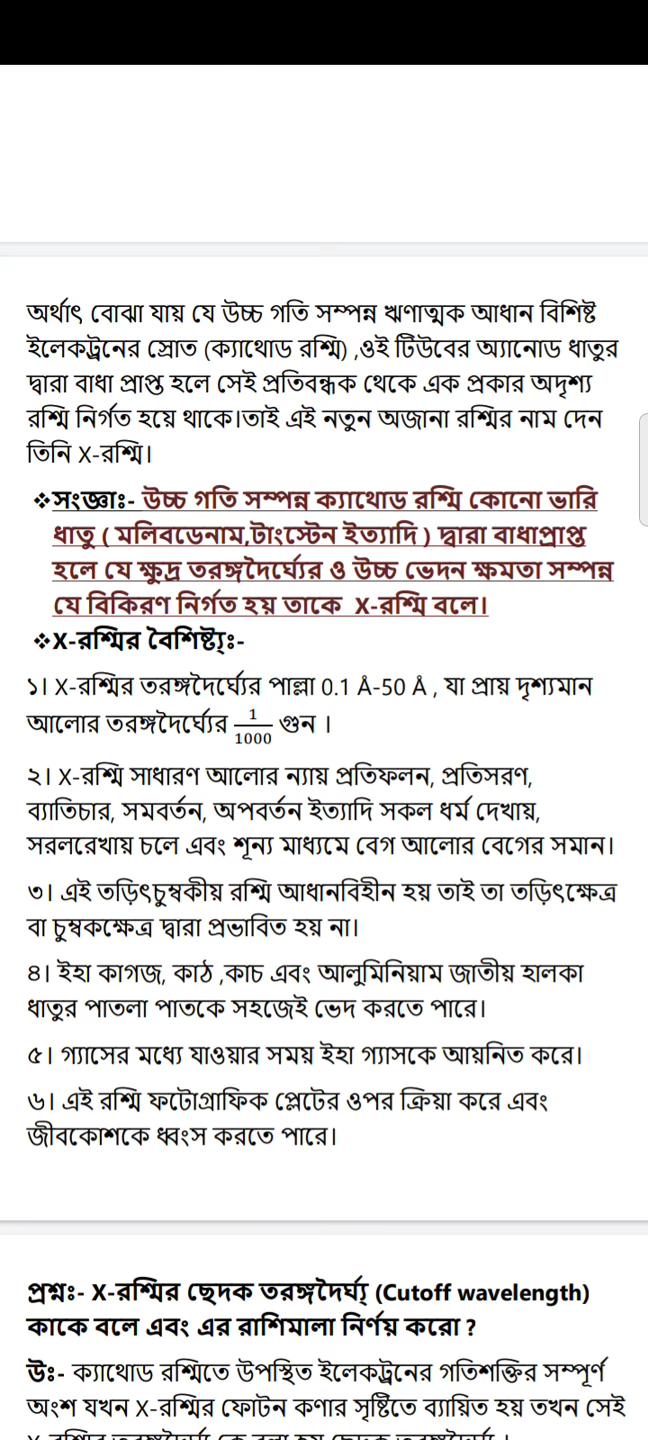 অর্থাৎ বোঝা যায় যে উচ্চ গতি সম্পন্ন ঋণাত্মক আধান বিশিষ্ট
ইলেকট্রনের স্রোত (ক্যাথোড রশ্মি) ,ওই টিউবের অ্যানোড ধাতুর
দ্বারা বাধা প্রাপ্ত হলে সেই প্রতিবন্ধক থেকে এক প্রকার অদৃশ্য
রশ্মি নির্গত হয়ে থাকে।তাই এই নতুন অজানা রশ্মির নাম দেন
তিনি X-রশ্মি।
❖সংজ্ঞাঃ- উচ্চ গতি সম্পন্ন ক্যাথোড রশ্মি কোনো ভারি
ধাতু ( মলিবডেনাম,টাংস্টেন ইত্যাদি ) দ্বারা বাধাপ্রাপ্ত
হলে যে ক্ষুদ্র তরঙ্গদৈর্ঘ্যের ও উচ্চ ভেদন ক্ষমতা সম্পন্ন
যে বিকিরণ নির্গত হয় তাকে X-রশ্মি বলে।
❖X-রশ্মির বৈশিষ্ট্যঃ-
১। X-রশ্মির তরঙ্গদৈর্ঘ্যের পাল্লা 0.1 Å-50 Å , যা প্রায় দৃশ্যমান
আলোর তরঙ্গদৈর্ঘ্যের 1/1000 গুন ।
২। X-রশ্মি সাধারণ আলোর ন্যায় প্রতিফলন, প্রতিসরণ,
ব্যাতিচার, সমবর্তন, অপবর্তন ইত্যাদি সকল ধর্ম দেখায়,
সরলরেখায় চলে এবং শূন্য মাধ্যমে বেগ আলোর বেগের সমান।
৩। এই তড়িৎচুম্বকীয় রশ্মি আধানবিহীন হয় তাই তা তড়িৎক্ষেত্র
বা চুম্বকক্ষেত্র দ্বারা প্রভাবিত হয় না।
৪। ইহা কাগজ, কাঠ ,কাচ এবং আলুমিনিয়াম জাতীয় হালকা
ধাতুর পাতলা পাতকে সহজেই ভেদ করতে পারে।
৫। গ্যাসের মধ্যে যাওয়ার সময় ইহা গ্যাসকে আয়নিত করে।
৬। এই রশ্মি ফটোগ্রাফিক প্লেটের ওপর ক্রিয়া করে এবং
জীবকোশকে ধ্বংস করতে পারে।
প্রশ্নঃ- X-রশ্মির ছেদক তরঙ্গদৈর্ঘ্য (Cutoff wavelength)
কাকে বলে এবং এর রাশিমালা নির্ণয় করো ?
উঃ- ক্যাথোড রশ্মিতে উপস্থিত ইলেকট্রনের গতিশক্তির সম্পূর্ণ
অংশ যখন X-রশ্মির ফোটন কণার সৃষ্টিতে ব্যায়িত হয় তখন সেই